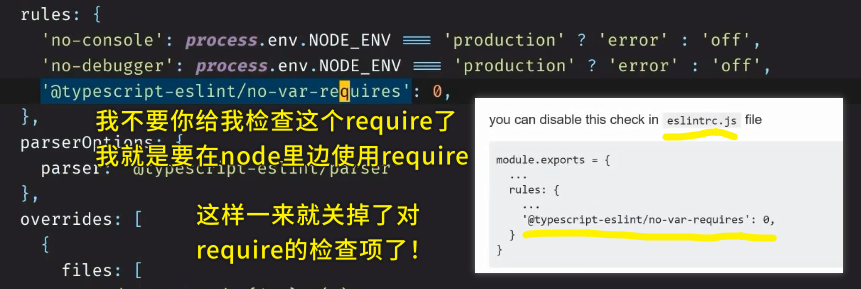 rules: {
'no-console': process.env.NODE_ENV === 'production' ? 'error' : 'off',
'no-debugger': process.env.NODE_ENV === 'production' ? 'error' : 'off',
'@typescript-eslint/no-var-requires': 0,
},
我不要你给我检查这个require了
parserOptions: {
我就是要在node里边使用require
parser: '@typescript-eslint/parser'
},
这样一来就关掉了对
overrides: [
require的检查项了！
{
files: [
you can disable this check in eslintrc.js file
module.exports = {
...
rules: {
...
'@typescript-eslint/no-var-requires': 0,
}
}